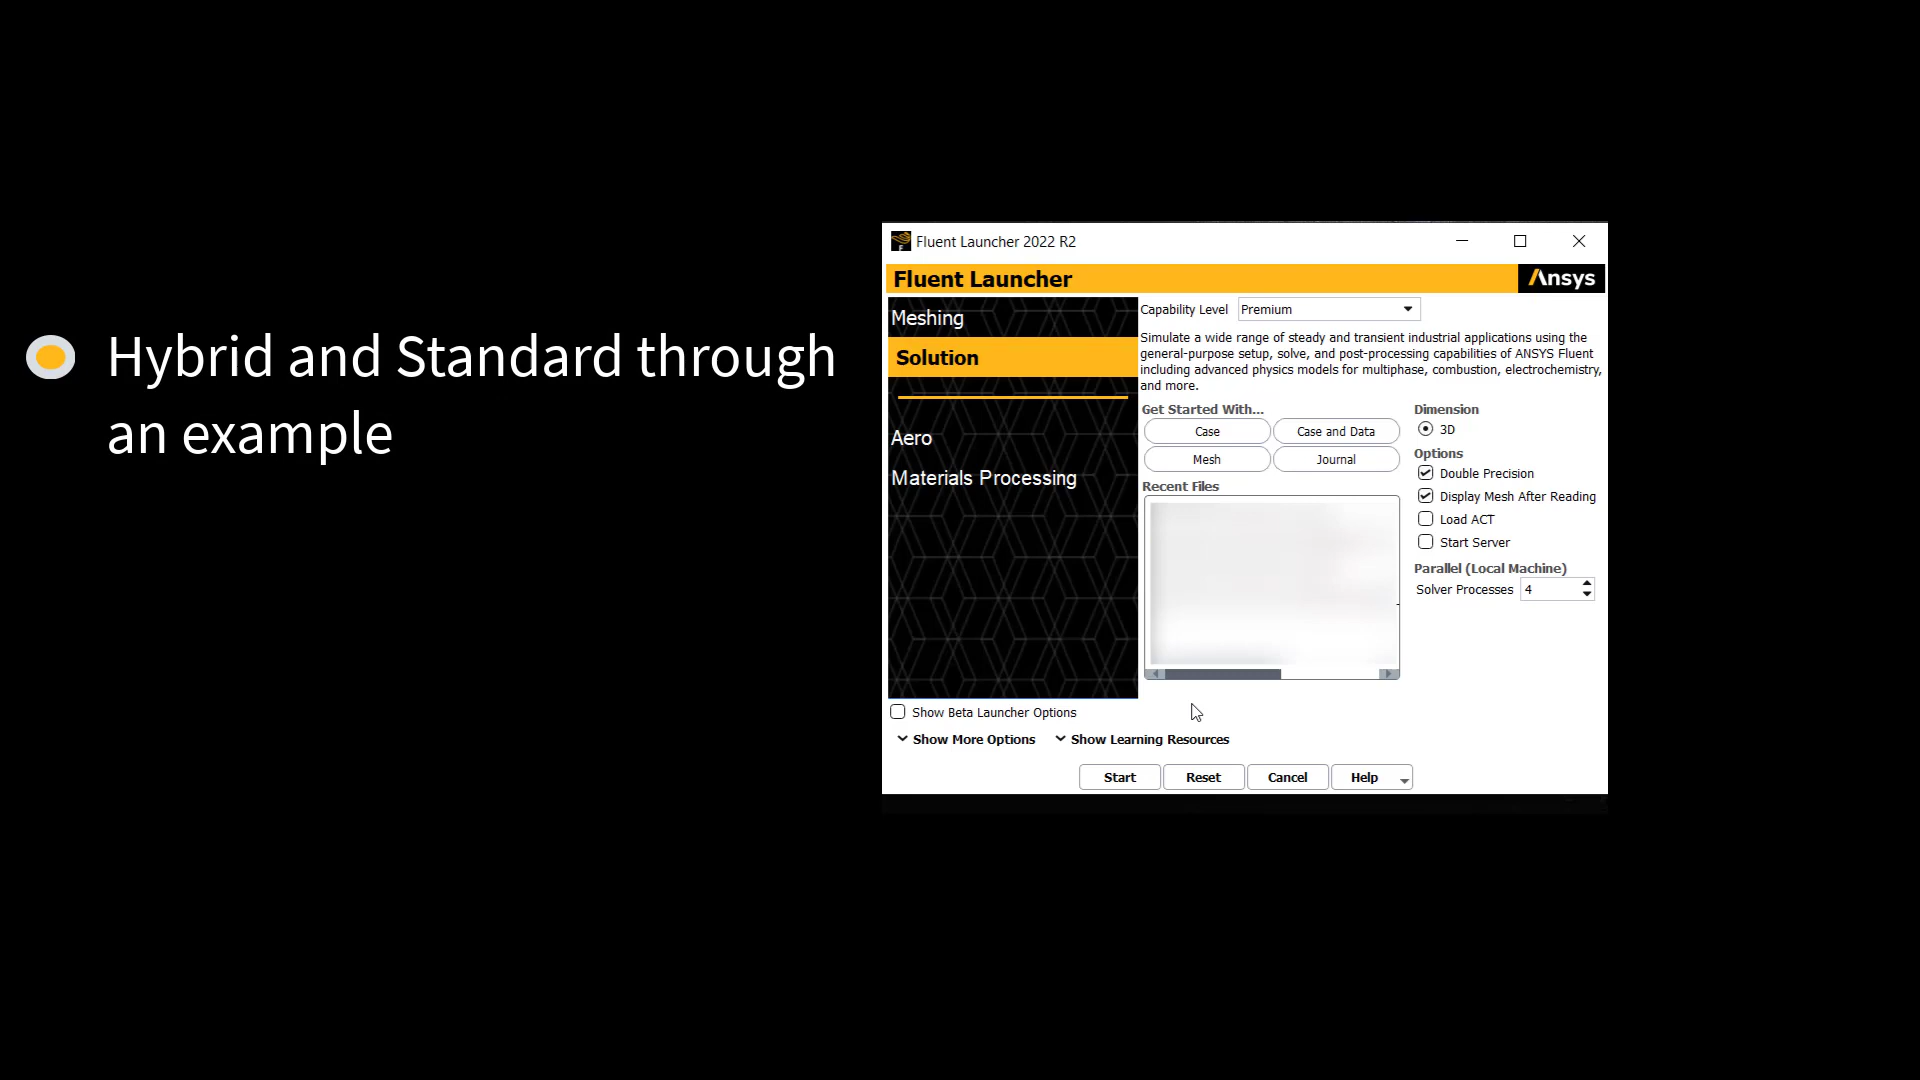 Hybrid and Standard through
an example
Fluent Launcher 2022 R2
Fluent Launcher
Ansys
Meshing
Solution
Aero
Materials Processing
Capability Level Premium
Simulate a wide range of steady and transient industrial applications using the
general-purpose setup, solve, and post-processing capabilities of ANSYS Fluent
including advanced physics models for multiphase, combustion, electrochemistry,
and more.
Get Started With...
Case Case and Data
Mesh Journal
Recent Files
Dimension
3D
Options
Double Precision
Display Mesh After Reading
Load ACT
Start Server
Parallel (Local Machine)
Solver Processes 4
Show Beta Launcher Options
Show More Options Show Learning Resources
Start Reset Cancel Help